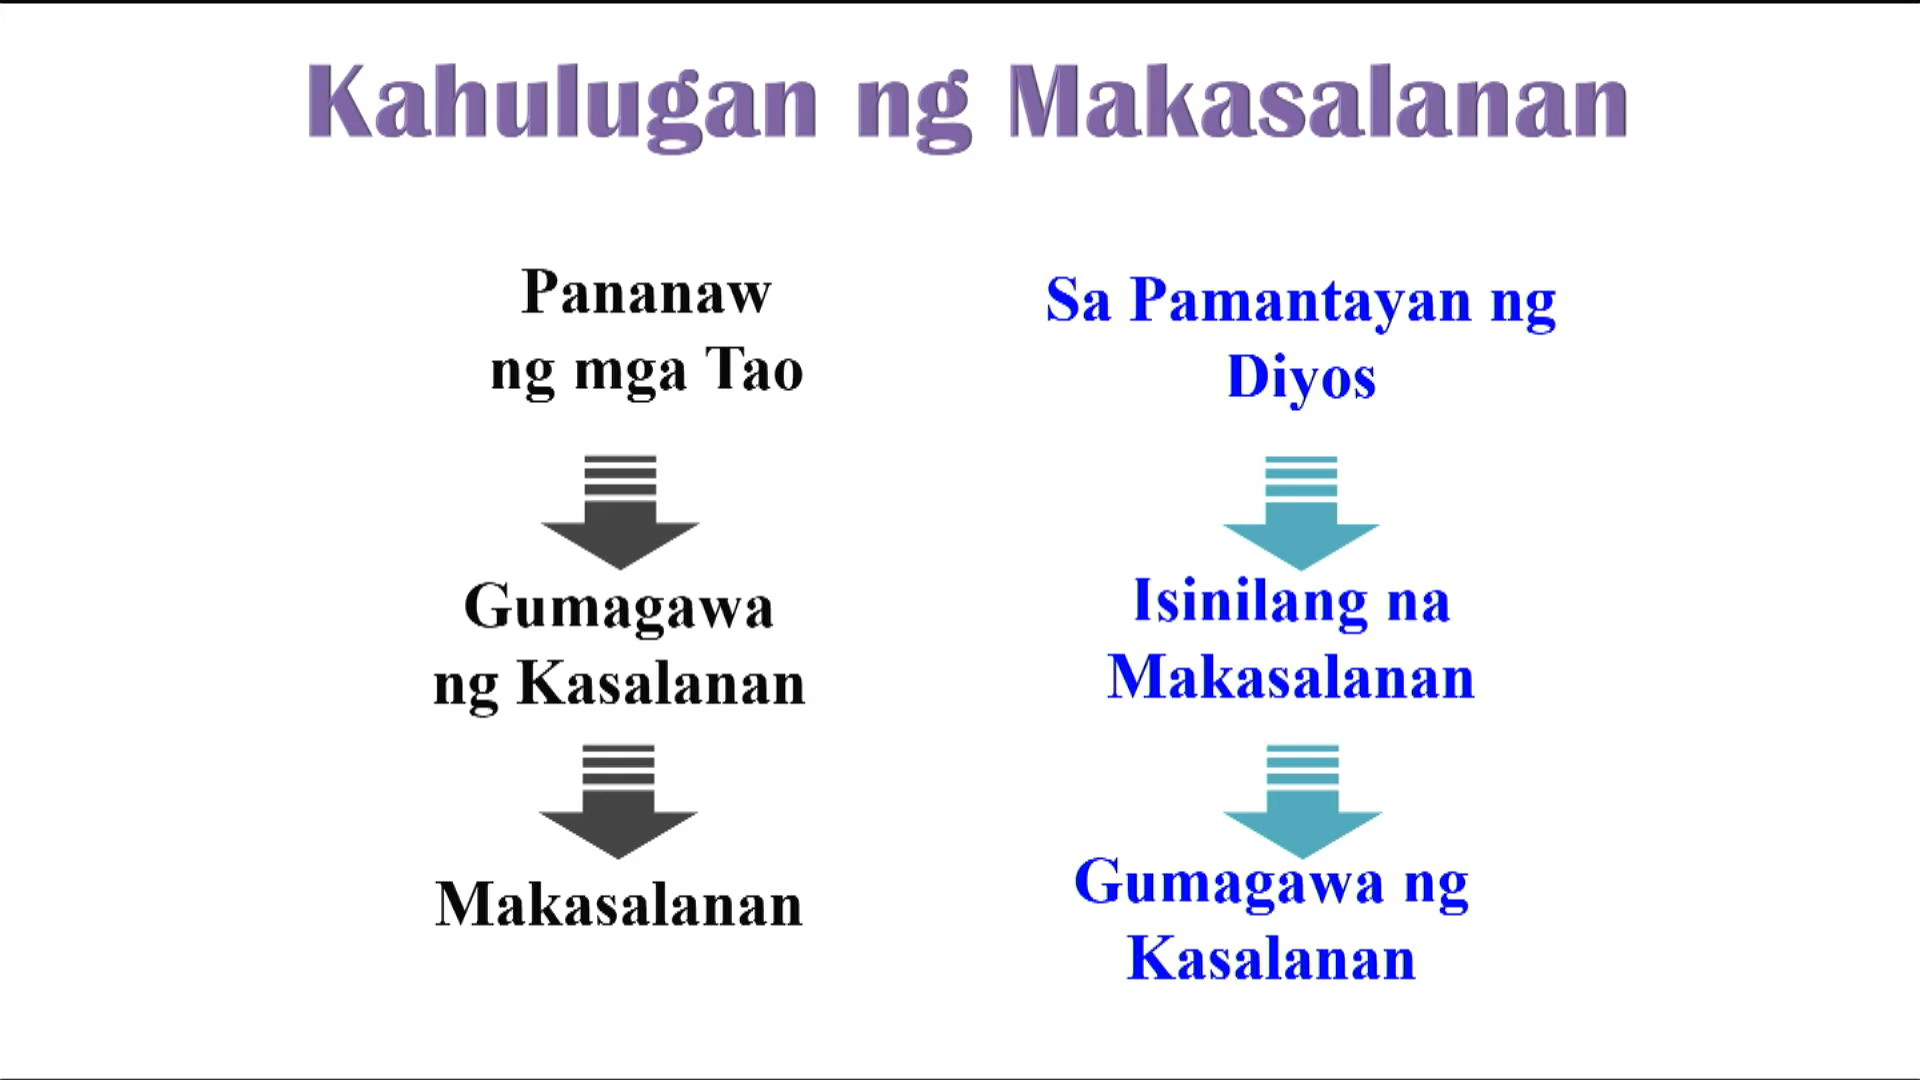 Kahulugan ng Makasalanan
Pananaw
ng mga Tao
Gumagawa
ng Kasalanan
Makasalanan
Sa Pamantayan ng
Diyos
Isinilang na
Makasalanan
Gumagawa ng
Kasalanan